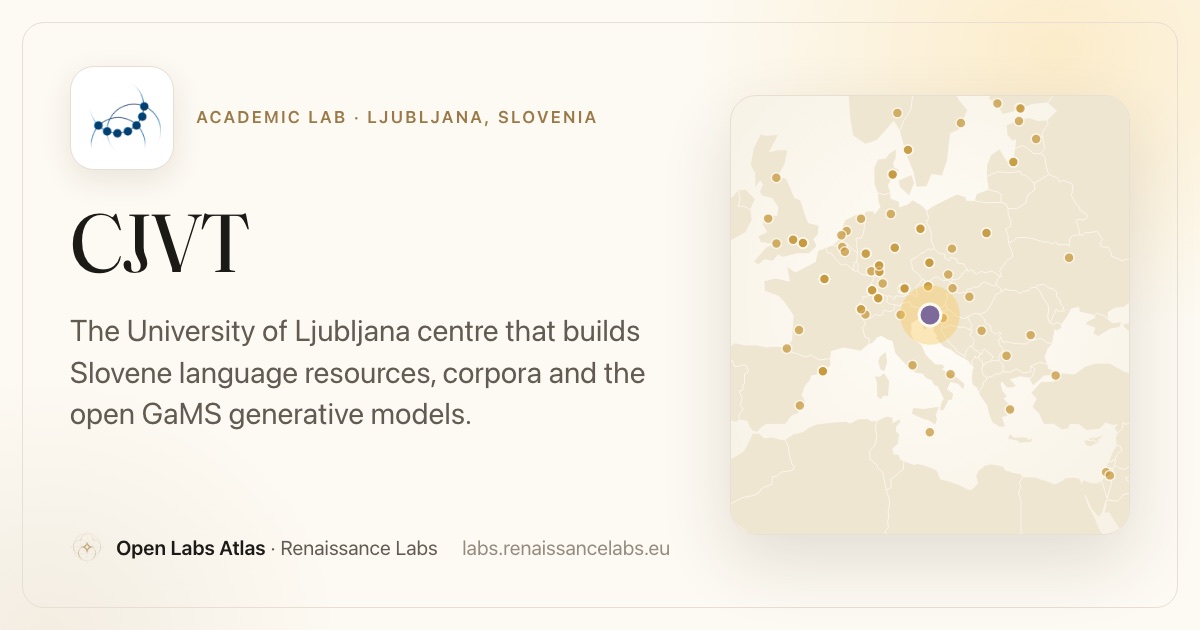 ACADEMIC LAB · LJUBLJANA, SLOVENIA
CJVT
The University of Ljubljana centre that builds
Slovene language resources, corpora and the
open GaMS generative models.
Open Labs Atlas · Renaissance Labs labs.renaissancelabs.eu